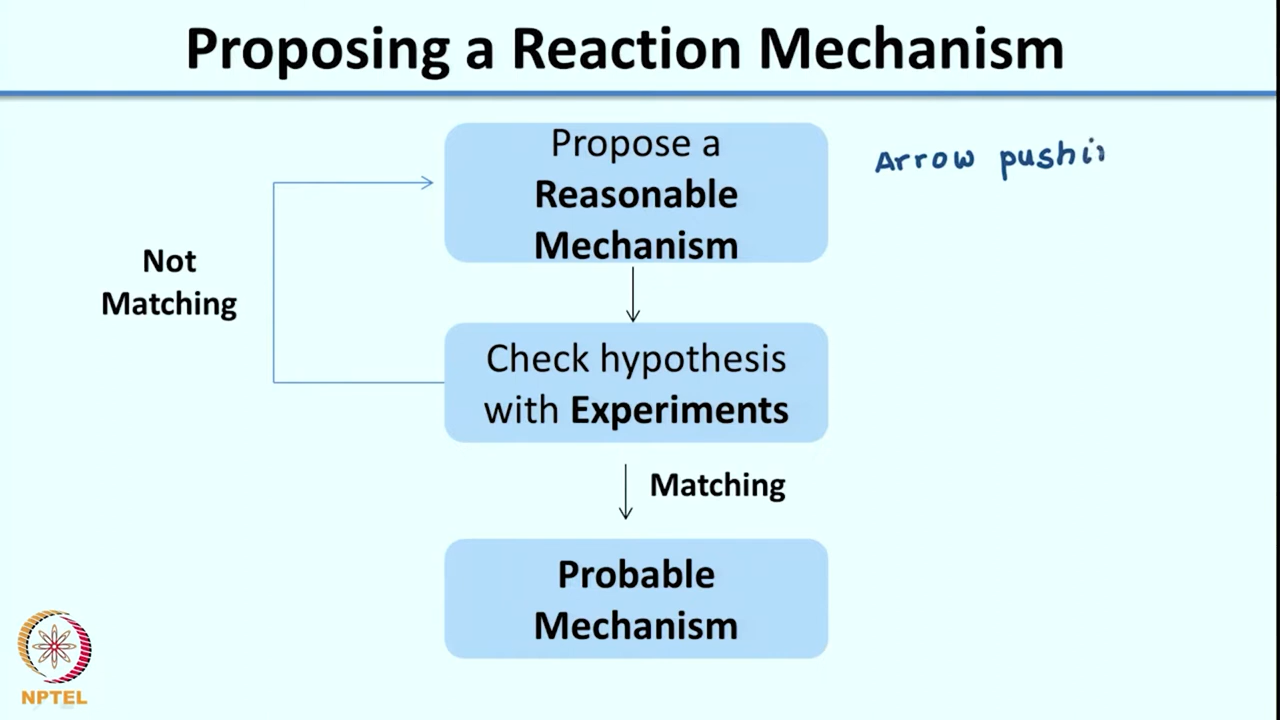 Proposing a Reaction Mechanism
Propose a
Reasonable
Mechanism
Arrow pushi
Not
Matching
Check hypothesis
with Experiments
Matching
Probable
Mechanism
NPTEL